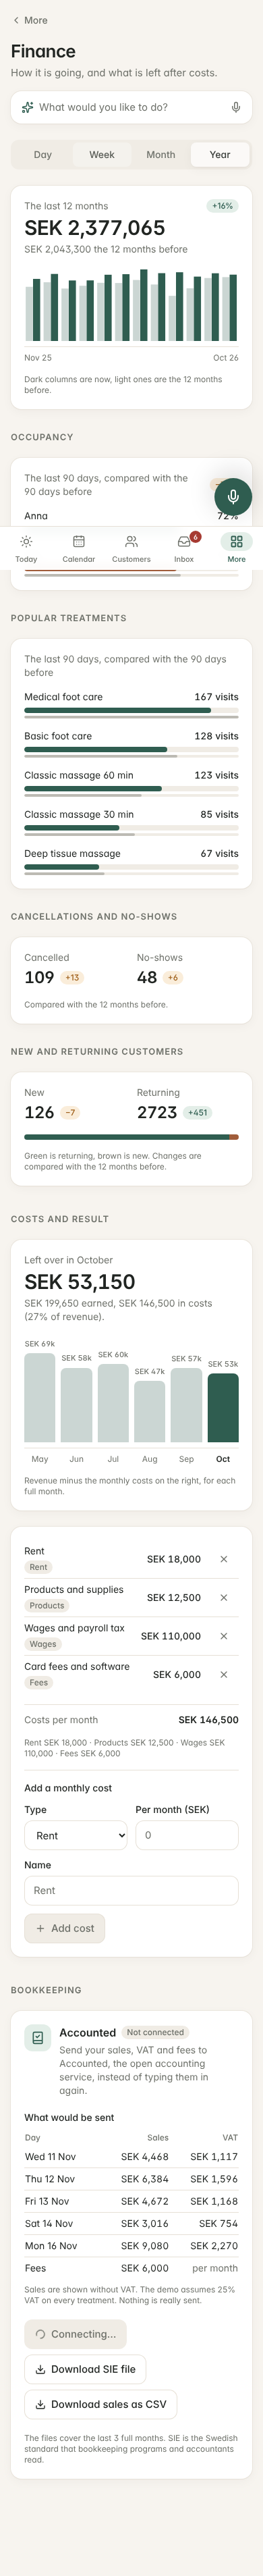 More
Finance
How it is going, and what is left after costs.
What would you like to do?
Day Week Month Year
The last 12 months +16%
SEK 2,377,065
SEK 2,043,300 the 12 months before
Nov 25 Oct 26
Dark columns are now, light ones are the 12 months
before.
OCCUPANCY
The last 90 days, compared with the
90 days before
Anna 72%
Today Calendar Customers Inbox 6 More
POPULAR TREATMENTS
The last 90 days, compared with the 90 days
before
Medical foot care 167 visits
Basic foot care 128 visits
Classic massage 60 min 123 visits
Classic massage 30 min 85 visits
Deep tissue massage 67 visits
CANCELLATIONS AND NO-SHOWS
Cancelled No-shows
109 +13 48 +6
Compared with the 12 months before.
NEW AND RETURNING CUSTOMERS
New Returning
126 −7 2723 +451
Green is returning, brown is new. Changes are
compared with the 12 months before.
COSTS AND RESULT
Left over in October
SEK 53,150
SEK 199,650 earned, SEK 146,500 in costs
(27% of revenue).
SEK 69k SEK 58k SEK 60k SEK 47k SEK 57k SEK 53k
May Jun Jul Aug Sep Oct
Revenue minus the monthly costs on the right, for each
full month.
Rent SEK 18,000
Rent
Products and supplies SEK 12,500
Products
Wages and payroll tax SEK 110,000
Wages
Card fees and software SEK 6,000
Fees
Costs per month SEK 146,500
Rent SEK 18,000 · Products SEK 12,500 · Wages SEK
110,000 · Fees SEK 6,000
Add a monthly cost
Type Per month (SEK)
Rent 0
Name
Rent
Add cost
BOOKKEEPING
Accounted Not connected
Send your sales, VAT and fees to
Accounted, the open accounting
service, instead of typing them in
again.
What would be sent
Day Sales VAT
Wed 11 Nov SEK 4,468 SEK 1,117
Thu 12 Nov SEK 6,384 SEK 1,596
Fri 13 Nov SEK 4,672 SEK 1,168
Sat 14 Nov SEK 3,016 SEK 754
Mon 16 Nov SEK 9,080 SEK 2,270
Fees SEK 6,000 per month
Sales are shown without VAT. The demo assumes 25%
VAT on every treatment. Nothing is really sent.
Connecting…
Download SIE file
Download sales as CSV
The files cover the last 3 full months. SIE is the Swedish
standard that bookkeeping programs and accountants
read.